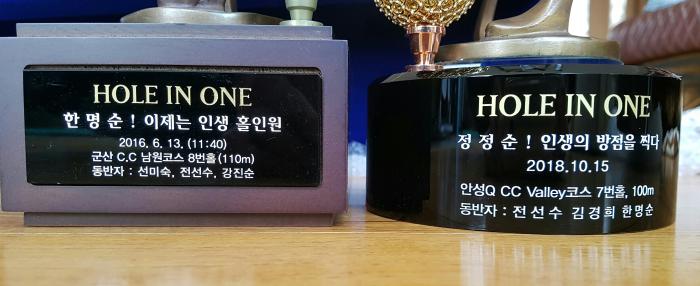 HOLE IN ONE
한 명 순 ! 이제는 인생 홀인원
2016. 6. 13. (11:40)
군산 C.C 남원코스 8번홀 (110m)
동반자 : 선미숙, 전선수, 강진순
HOLE IN ONE
정 정 순 ! 인생의 방점을 찍다
2018.10.15
안성Q CC Valley코스 7번홀, 100m
동반자 : 전선수 김경희 한명순